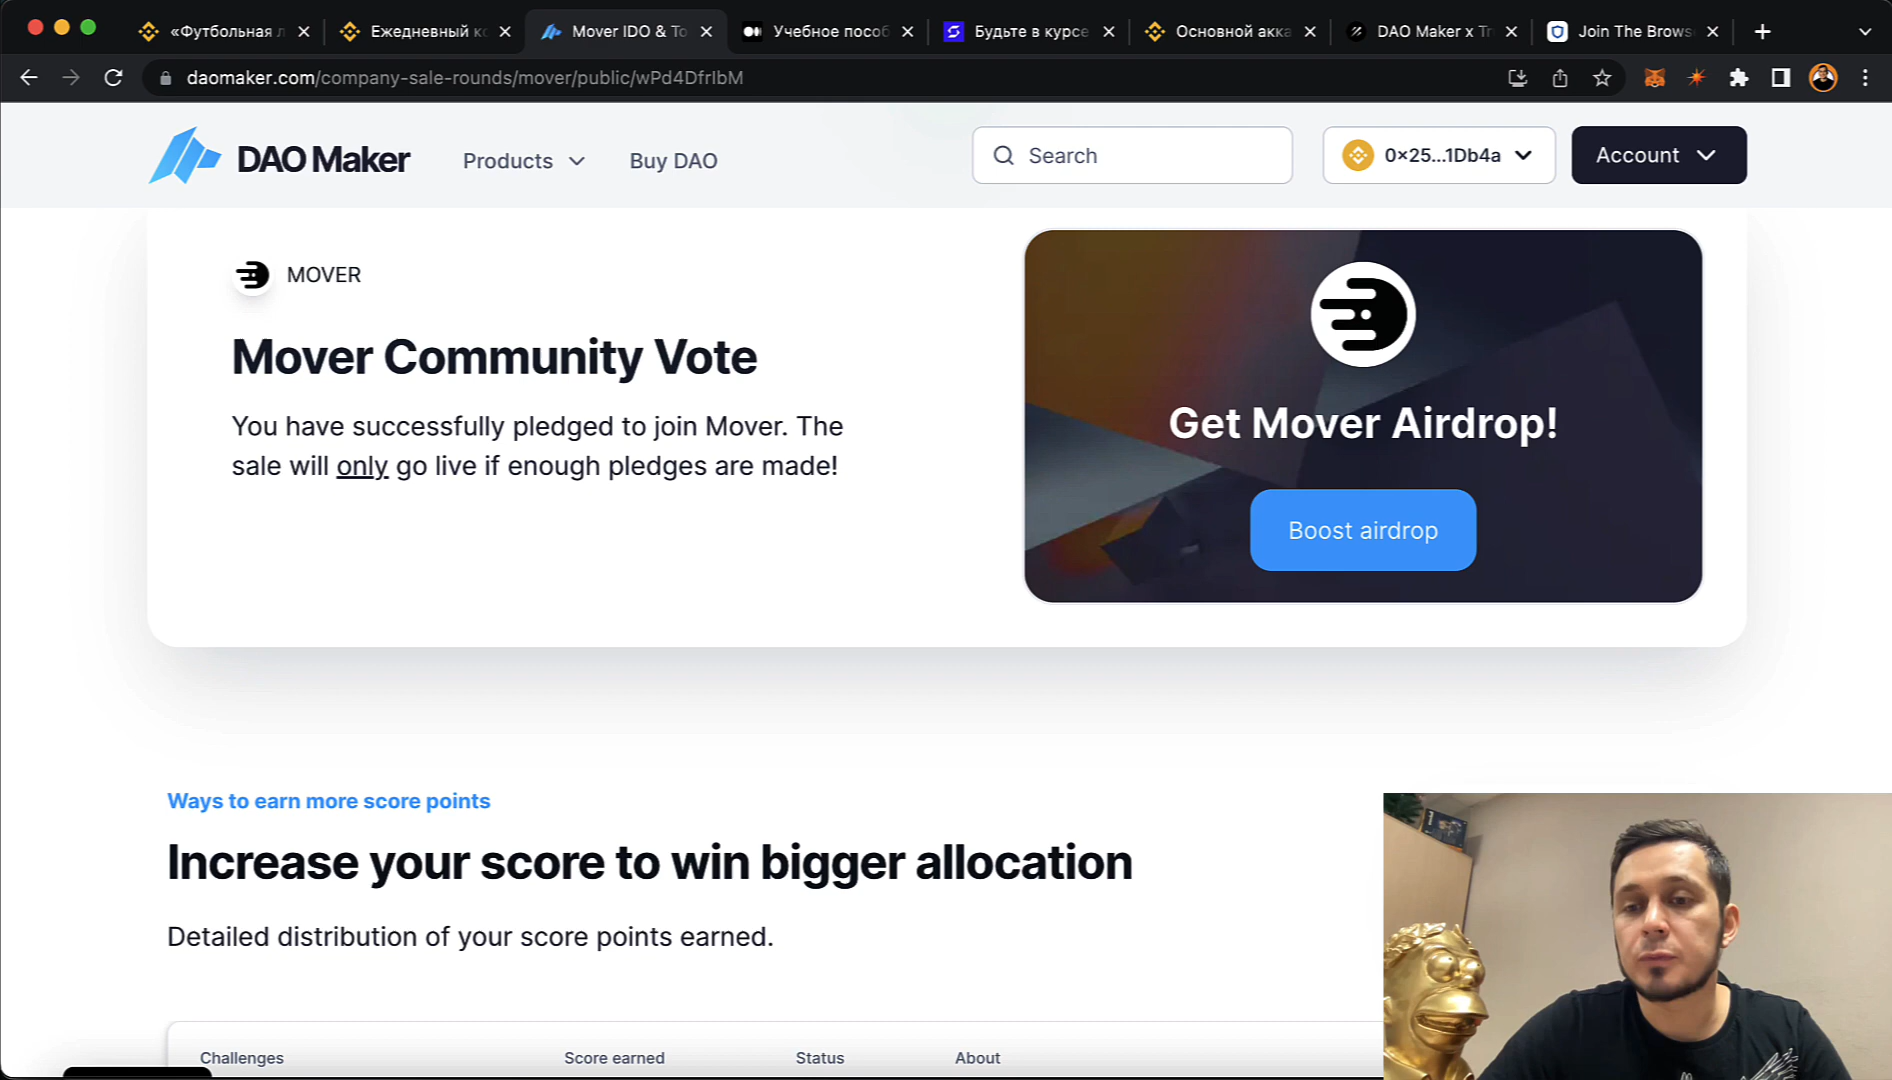 «Футбольная л
Ежедневный кс
Mover IDO & To
Учебное пособ
Будьте в курсе
Основной акка
DAO Maker x Tr
Join The Brows
daomaker.com/company-sale-rounds/mover/public/wPd4DfrIbM
DAO Maker
Products
Buy DAO
Search
0×25...1Db4a
Account
MOVER
Mover Community Vote
You have successfully pledged to join Mover. The
sale will only go live if enough pledges are made!
Get Mover Airdrop!
Boost airdrop
Ways to earn more score points
Increase your score to win bigger allocation
Detailed distribution of your score points earned.
Challenges
Score earned
Status
About